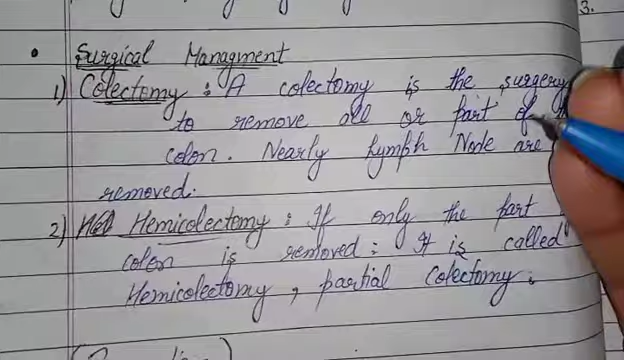 3.
• Surgical Managment
1) Colectomy : A colectomy is the surgery
to remove all or part of
colon. Nearly Lymph Node are
removed.
2) Hemicolectomy : If only the part
colon is removed : It is called
Hemicolectomy, partial Colectomy.